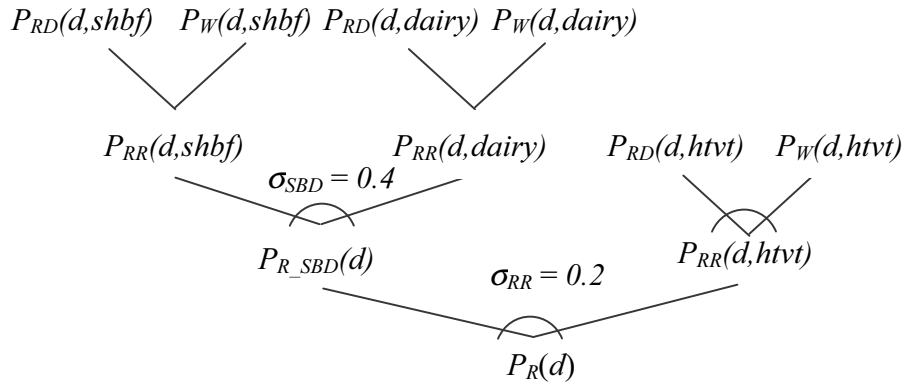 P_RD(d,shbf) P_W(d,shbf) P_RD(d,dairy) P_W(d,dairy)
P_RR(d,shbf) P_RR(d,dairy) P_RD(d,htvt) P_W(d,htvt)
σ_SBD = 0.4
P_R_SBD(d) P_RR(d,htvt)
σ_RR = 0.2
P_R(d)